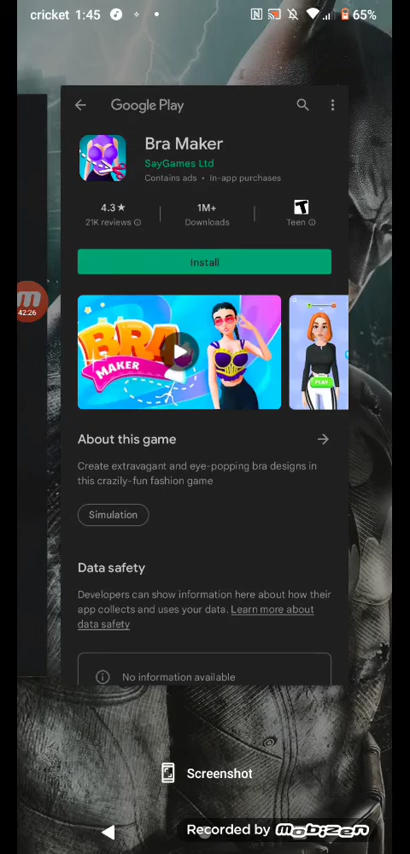 cricket 1:45 65%
42:26
Google Play
Bra Maker
SayGames Ltd
Contains ads • In-app purchases
4.3★ 1M+ T
21K reviews Downloads Teen
Install
BRA
MAKER
PLAY
About this game
Create extravagant and eye-popping bra designs in
this crazily-fun fashion game
Simulation
Data safety
Developers can show information here about how their
app collects and uses your data. Learn more about
data safety
No information available
Screenshot
Recorded by mobizen